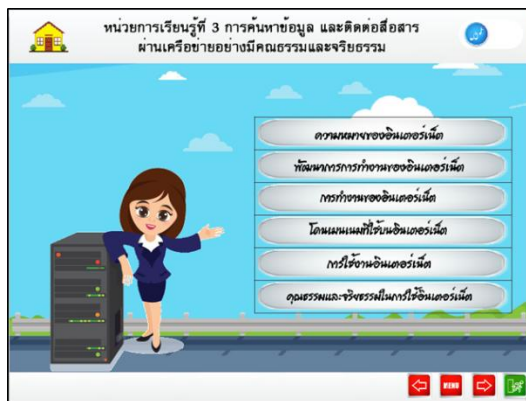 หน่วยการเรียนรู้ที่ 3 การค้นหาข้อมูล และติดต่อสื่อสาร
ผ่านเครือข่ายอย่างมีคุณธรรมและจริยธรรม
ความหมายของอินเตอร์เน็ต
พัฒนาการการทำงานของอินเตอร์เน็ต
การทำงานของอินเตอร์เน็ต
โดเมนเนมที่ใช้บนอินเตอร์เน็ต
การใช้งานอินเตอร์เน็ต
คุณธรรมและจริยธรรมในการใช้อินเตอร์เน็ต
MENU